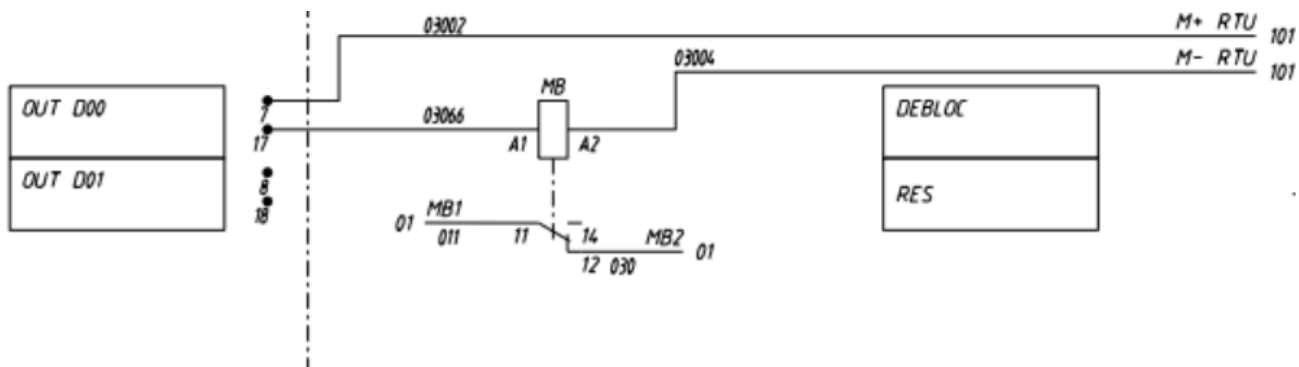 03002
M+ RTU
101
03004
M- RTU
101
OUT D00
7
MB
DEBLOC
03066
17
A1
A2
OUT D01
8
RES
18
01
MB1
011
11
14
MB2
01
12
030